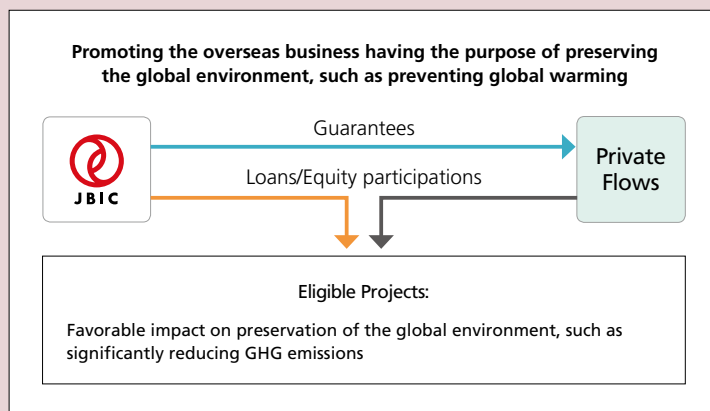 Promoting the overseas business having the purpose of preserving
the global environment, such as preventing global warming
Guarantees
JBIC
Loans/Equity participations
Private
Flows
Eligible Projects:
Favorable impact on preservation of the global environment, such as
significantly reducing GHG emissions